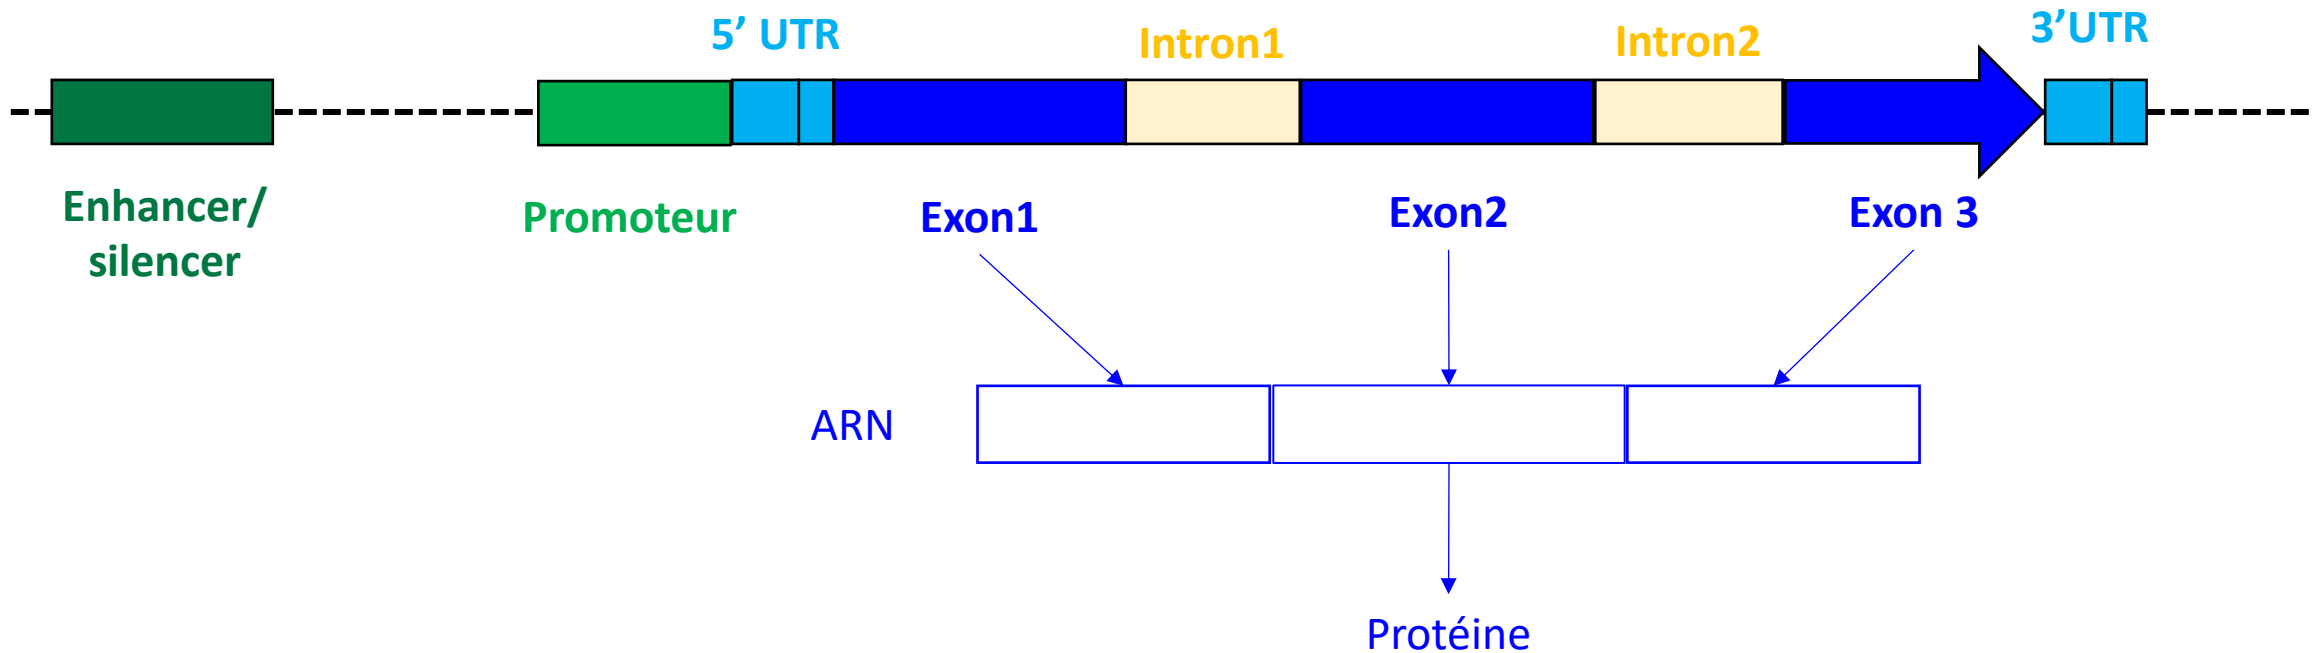 5’ UTR
Intron1
Intron2
3’UTR
Enhancer/
silencer
Promoteur
Exon1
Exon2
Exon 3
ARN
Protéine